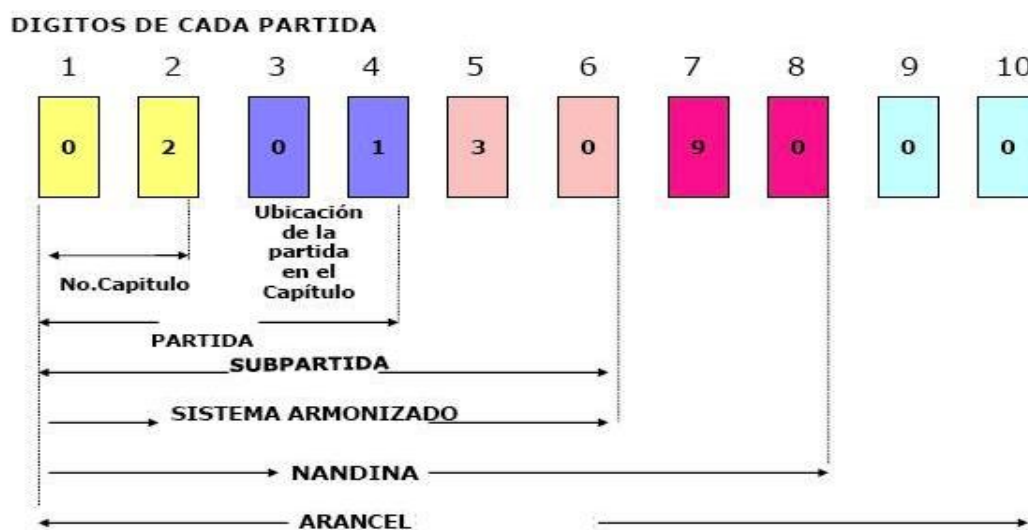 DIGITOS DE CADA PARTIDA
1 2 3 4 5 6 7 8 9 10
0 2 0 1 3 0 9 0 0 0
Ubicación
de la
partida
en el
Capítulo
No.Capitulo
PARTIDA
SUBPARTIDA
SISTEMA ARMONIZADO
NANDINA
ARANCEL